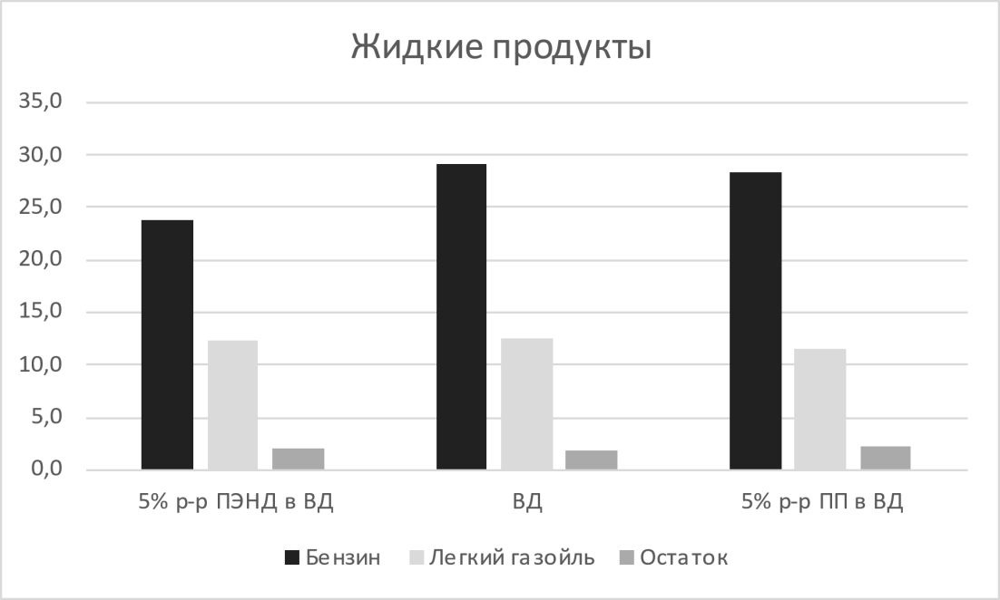 Жидкие продукты
35,0
30,0
25,0
20,0
15,0
10,0
5,0
0,0
5% р-р ПЭНД в ВД
ВД
5% р-р ПП в ВД
Бензин
Легкий газойль
Остаток